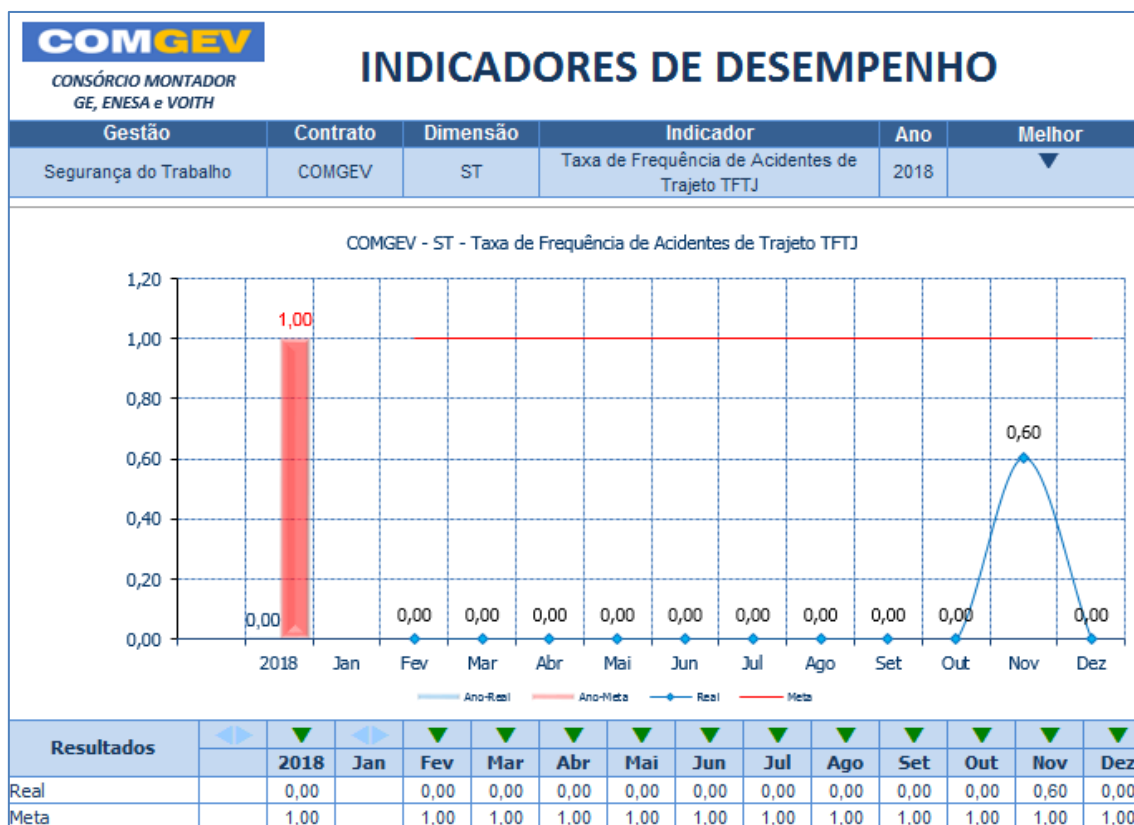 COMGEV
CONSÓRCIO MONTADOR
GE, ENESA e VOITH
INDICADORES DE DESEMPENHO
Gestão Contrato Dimensão Indicador Ano Melhor
Segurança do Trabalho COMGEV ST Taxa de Frequência de Acidentes de Trajeto TFTJ 2018
COMGEV - ST - Taxa de Frequência de Acidentes de Trajeto TFTJ
1,20
1,00
0,80
0,60
0,40
0,20
0,00
1,00
0,00
0,00 0,00 0,00 0,00 0,00 0,00 0,00 0,00 0,00 0,60 0,00
2018 Jan Fev Mar Abr Mai Jun Jul Ago Set Out Nov Dez
Ano-Real Ano-Meta Real Meta
Resultados 2018 Jan Fev Mar Abr Mai Jun Jul Ago Set Out Nov Dez
Real 0,00 0,00 0,00 0,00 0,00 0,00 0,00 0,00 0,00 0,00 0,60 0,00
Meta 1,00 1,00 1,00 1,00 1,00 1,00 1,00 1,00 1,00 1,00 1,00 1,00